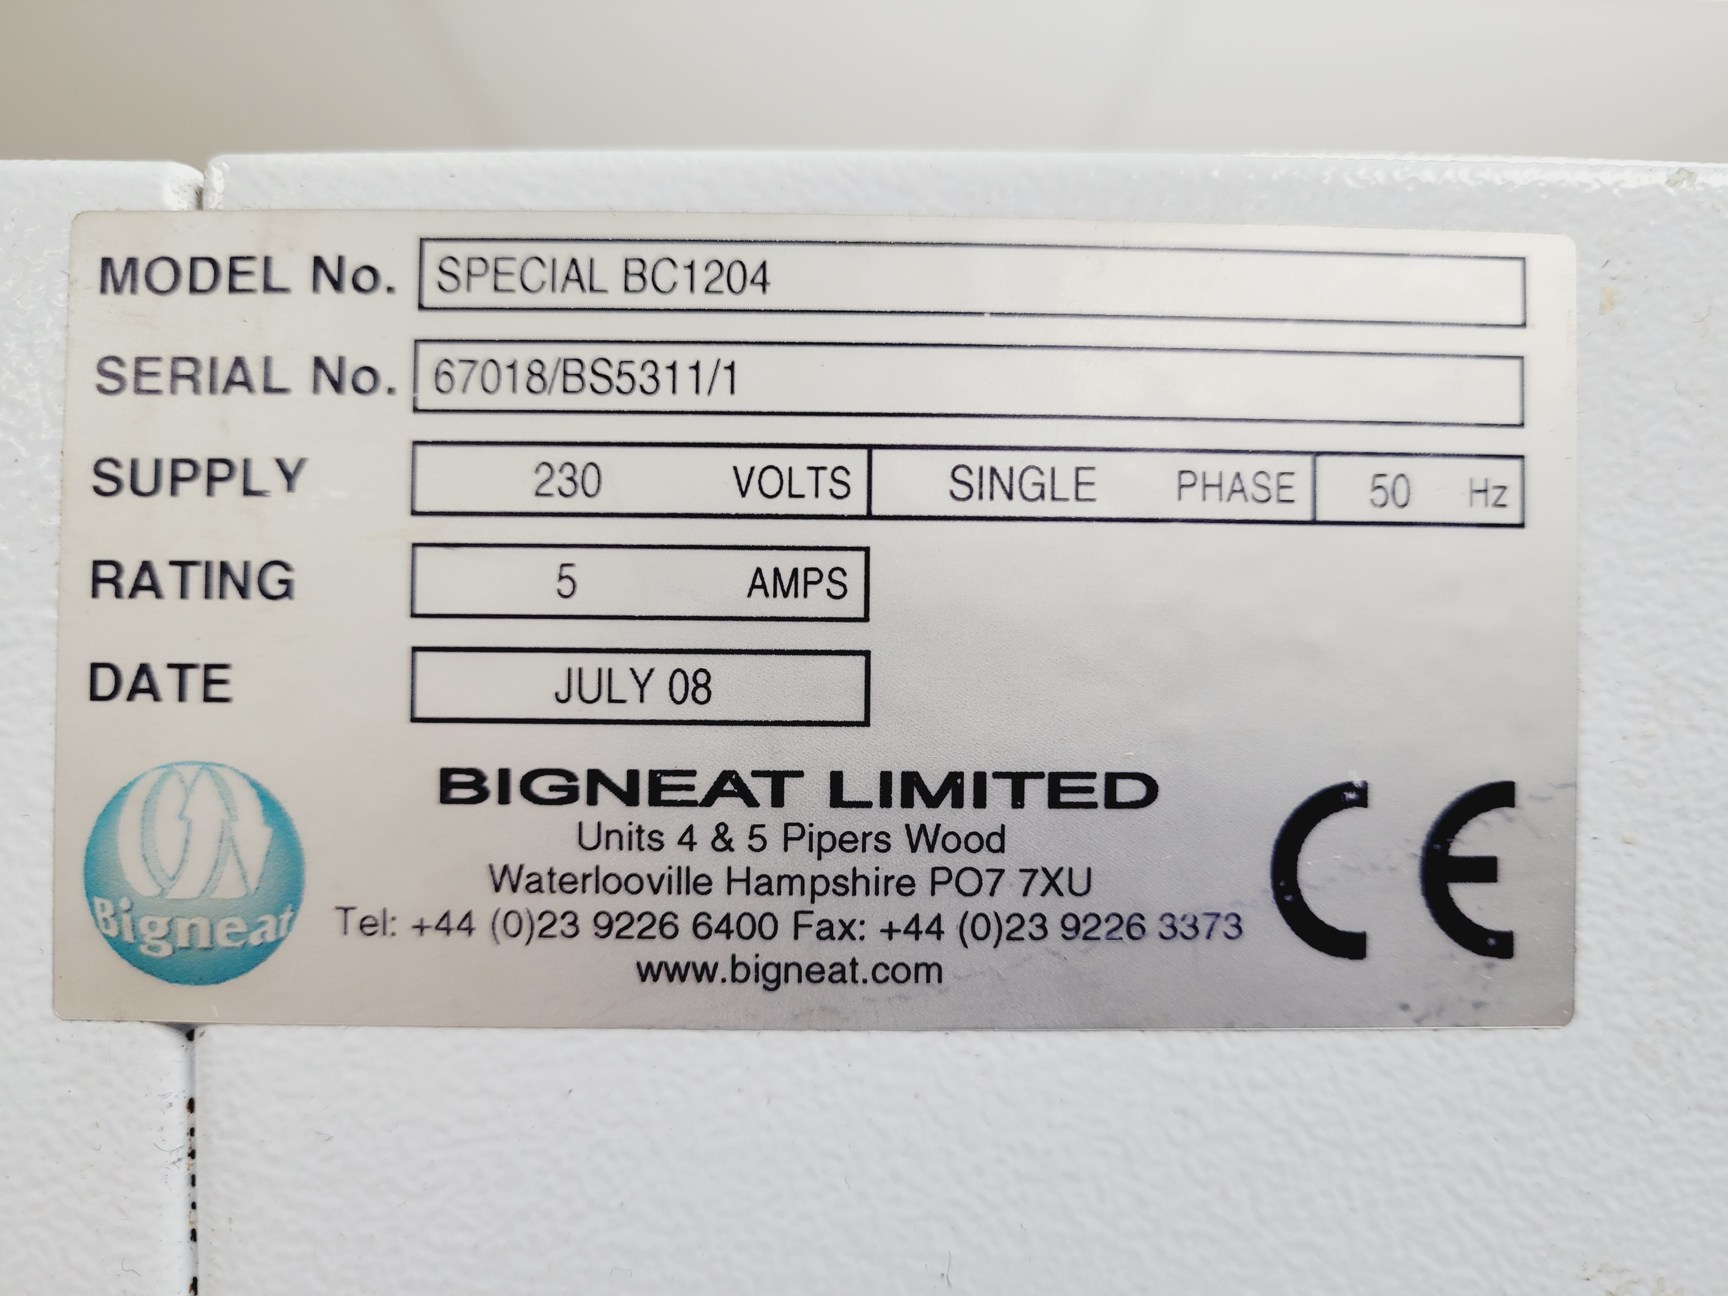 MODEL No. SPECIAL BC1204
SERIAL No. 67018/BS5311/1
SUPPLY 230 VOLTS SINGLE PHASE 50 Hz
RATING 5 AMPS
DATE JULY 08
Bigneat
BIGNEAT LIMITED
Units 4 & 5 Pipers Wood
Waterlooville Hampshire PO7 7XU
Tel: +44 (0)23 9226 6400 Fax: +44 (0)23 9226 3373
www.bigneat.com
CE